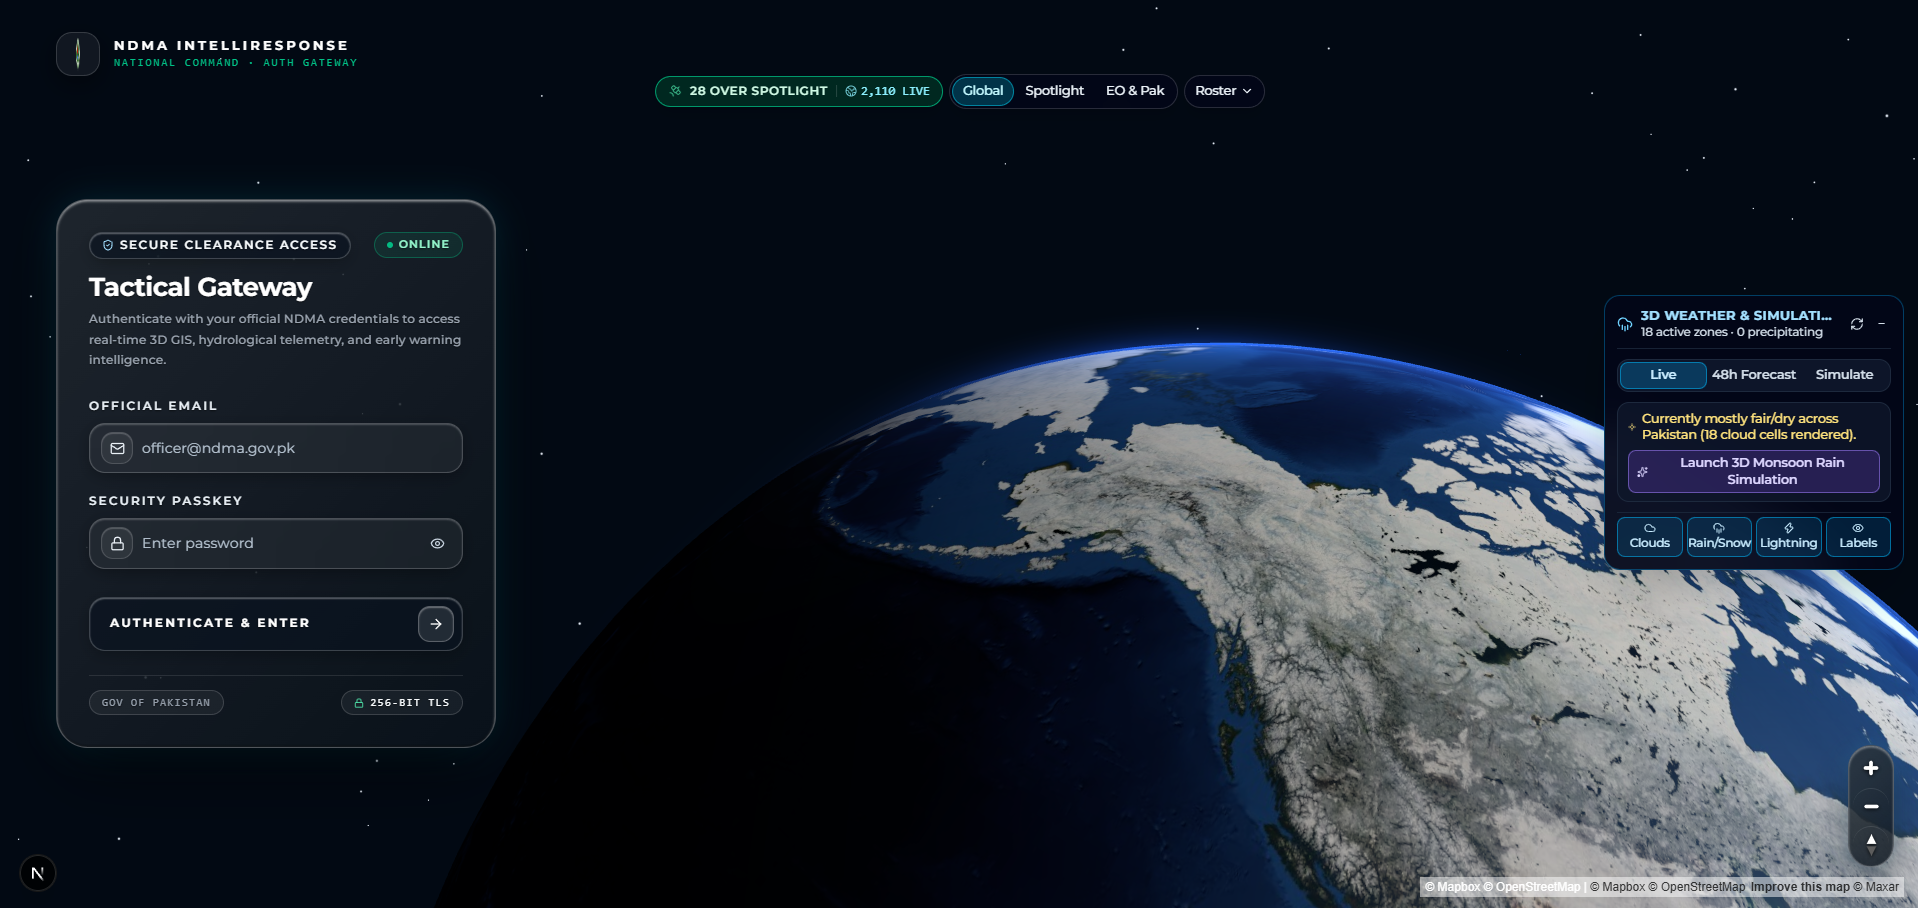 NDMA INTELLIRESPONSE
NATIONAL COMMAND · AUTH GATEWAY
28 OVER SPOTLIGHT
2,110 LIVE
Global
Spotlight
EO & Pak
Roster
SECURE CLEARANCE ACCESS
ONLINE
Tactical Gateway
Authenticate with your official NDMA credentials to access
real-time 3D GIS, hydrological telemetry, and early warning
intelligence.
OFFICIAL EMAIL
officer@ndma.gov.pk
SECURITY PASSKEY
Enter password
AUTHENTICATE & ENTER
GOV OF PAKISTAN
256-BIT TLS
3D WEATHER & SIMULATI...
18 active zones · 0 precipitating
Live
48h Forecast
Simulate
Currently mostly fair/dry across
Pakistan (18 cloud cells rendered).
Launch 3D Monsoon Rain
Simulation
Clouds
Rain/Snow
Lightning
Labels
N
© Mapbox © OpenStreetMap | © Mapbox © OpenStreetMap Improve this map © Maxar